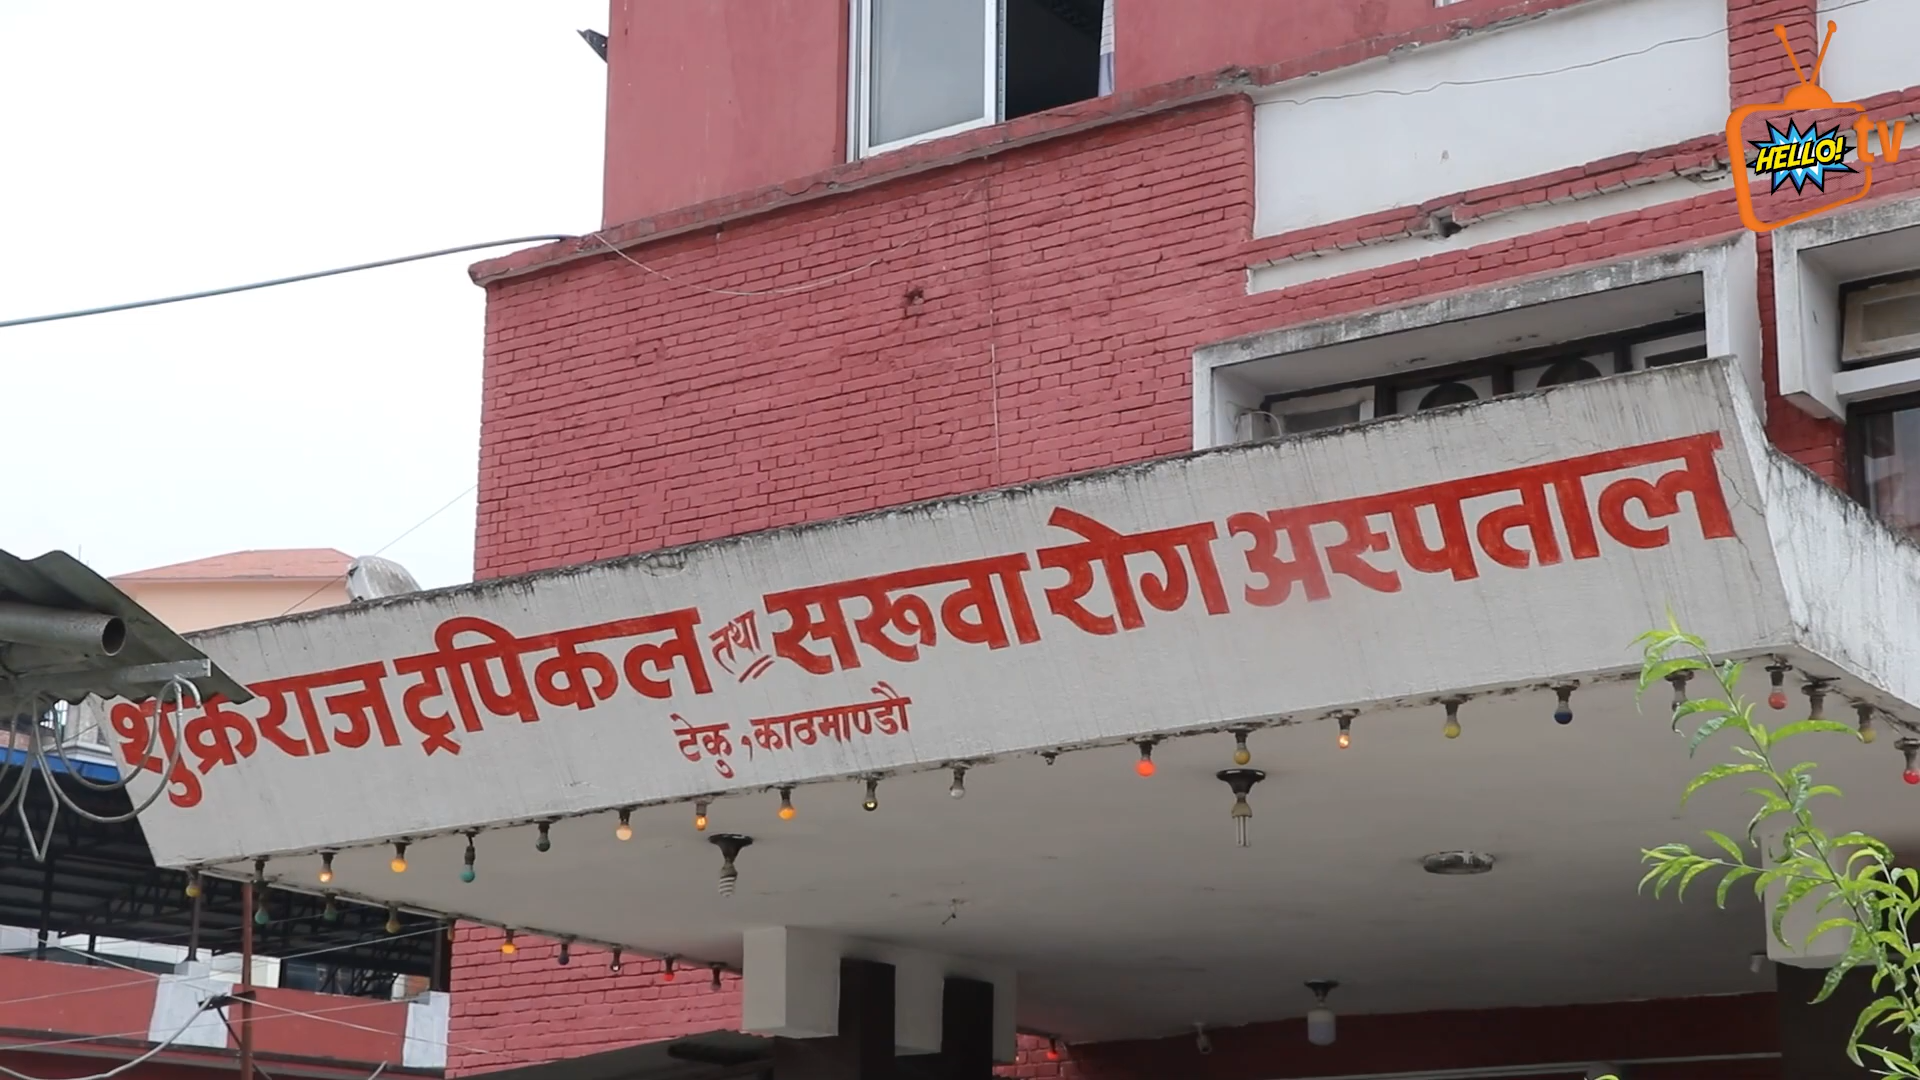 HELLO! tv
शुक्रराज ट्रपिकल तथा सरूवा रोग अस्पताल
टेकु, काठमाण्डौ